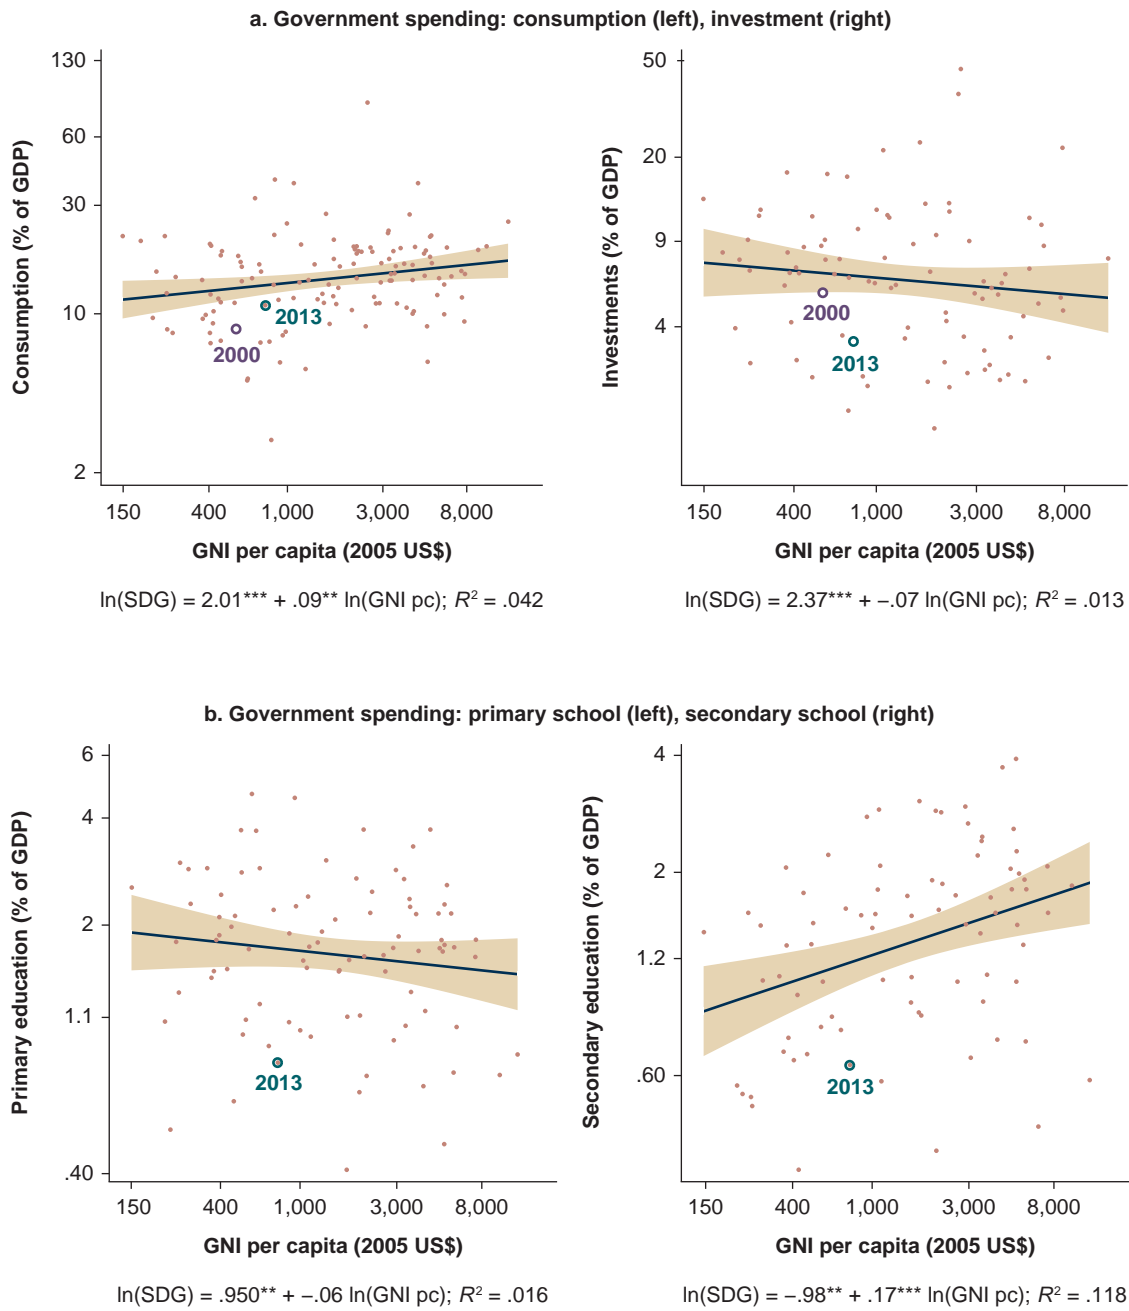 a. Government spending: consumption (left), investment (right)
130
60
30
10
2
Consumption (% of GDP)
2013
2000
150 400 1,000 3,000 8,000
GNI per capita (2005 US$)
ln(SDG) = 2.01*** + .09** ln(GNI pc); R² = .042
50
20
9
4
Investments (% of GDP)
2000
2013
150 400 1,000 3,000 8,000
GNI per capita (2005 US$)
ln(SDG) = 2.37*** + –.07 ln(GNI pc); R² = .013
b. Government spending: primary school (left), secondary school (right)
6
4
2
1.1
.40
Primary education (% of GDP)
2013
150 400 1,000 3,000 8,000
GNI per capita (2005 US$)
ln(SDG) = .950** + –.06 ln(GNI pc); R² = .016
4
2
1.2
.60
Secondary education (% of GDP)
2013
150 400 1,000 3,000 8,000
GNI per capita (2005 US$)
ln(SDG) = –.98** + .17*** ln(GNI pc); R² = .118